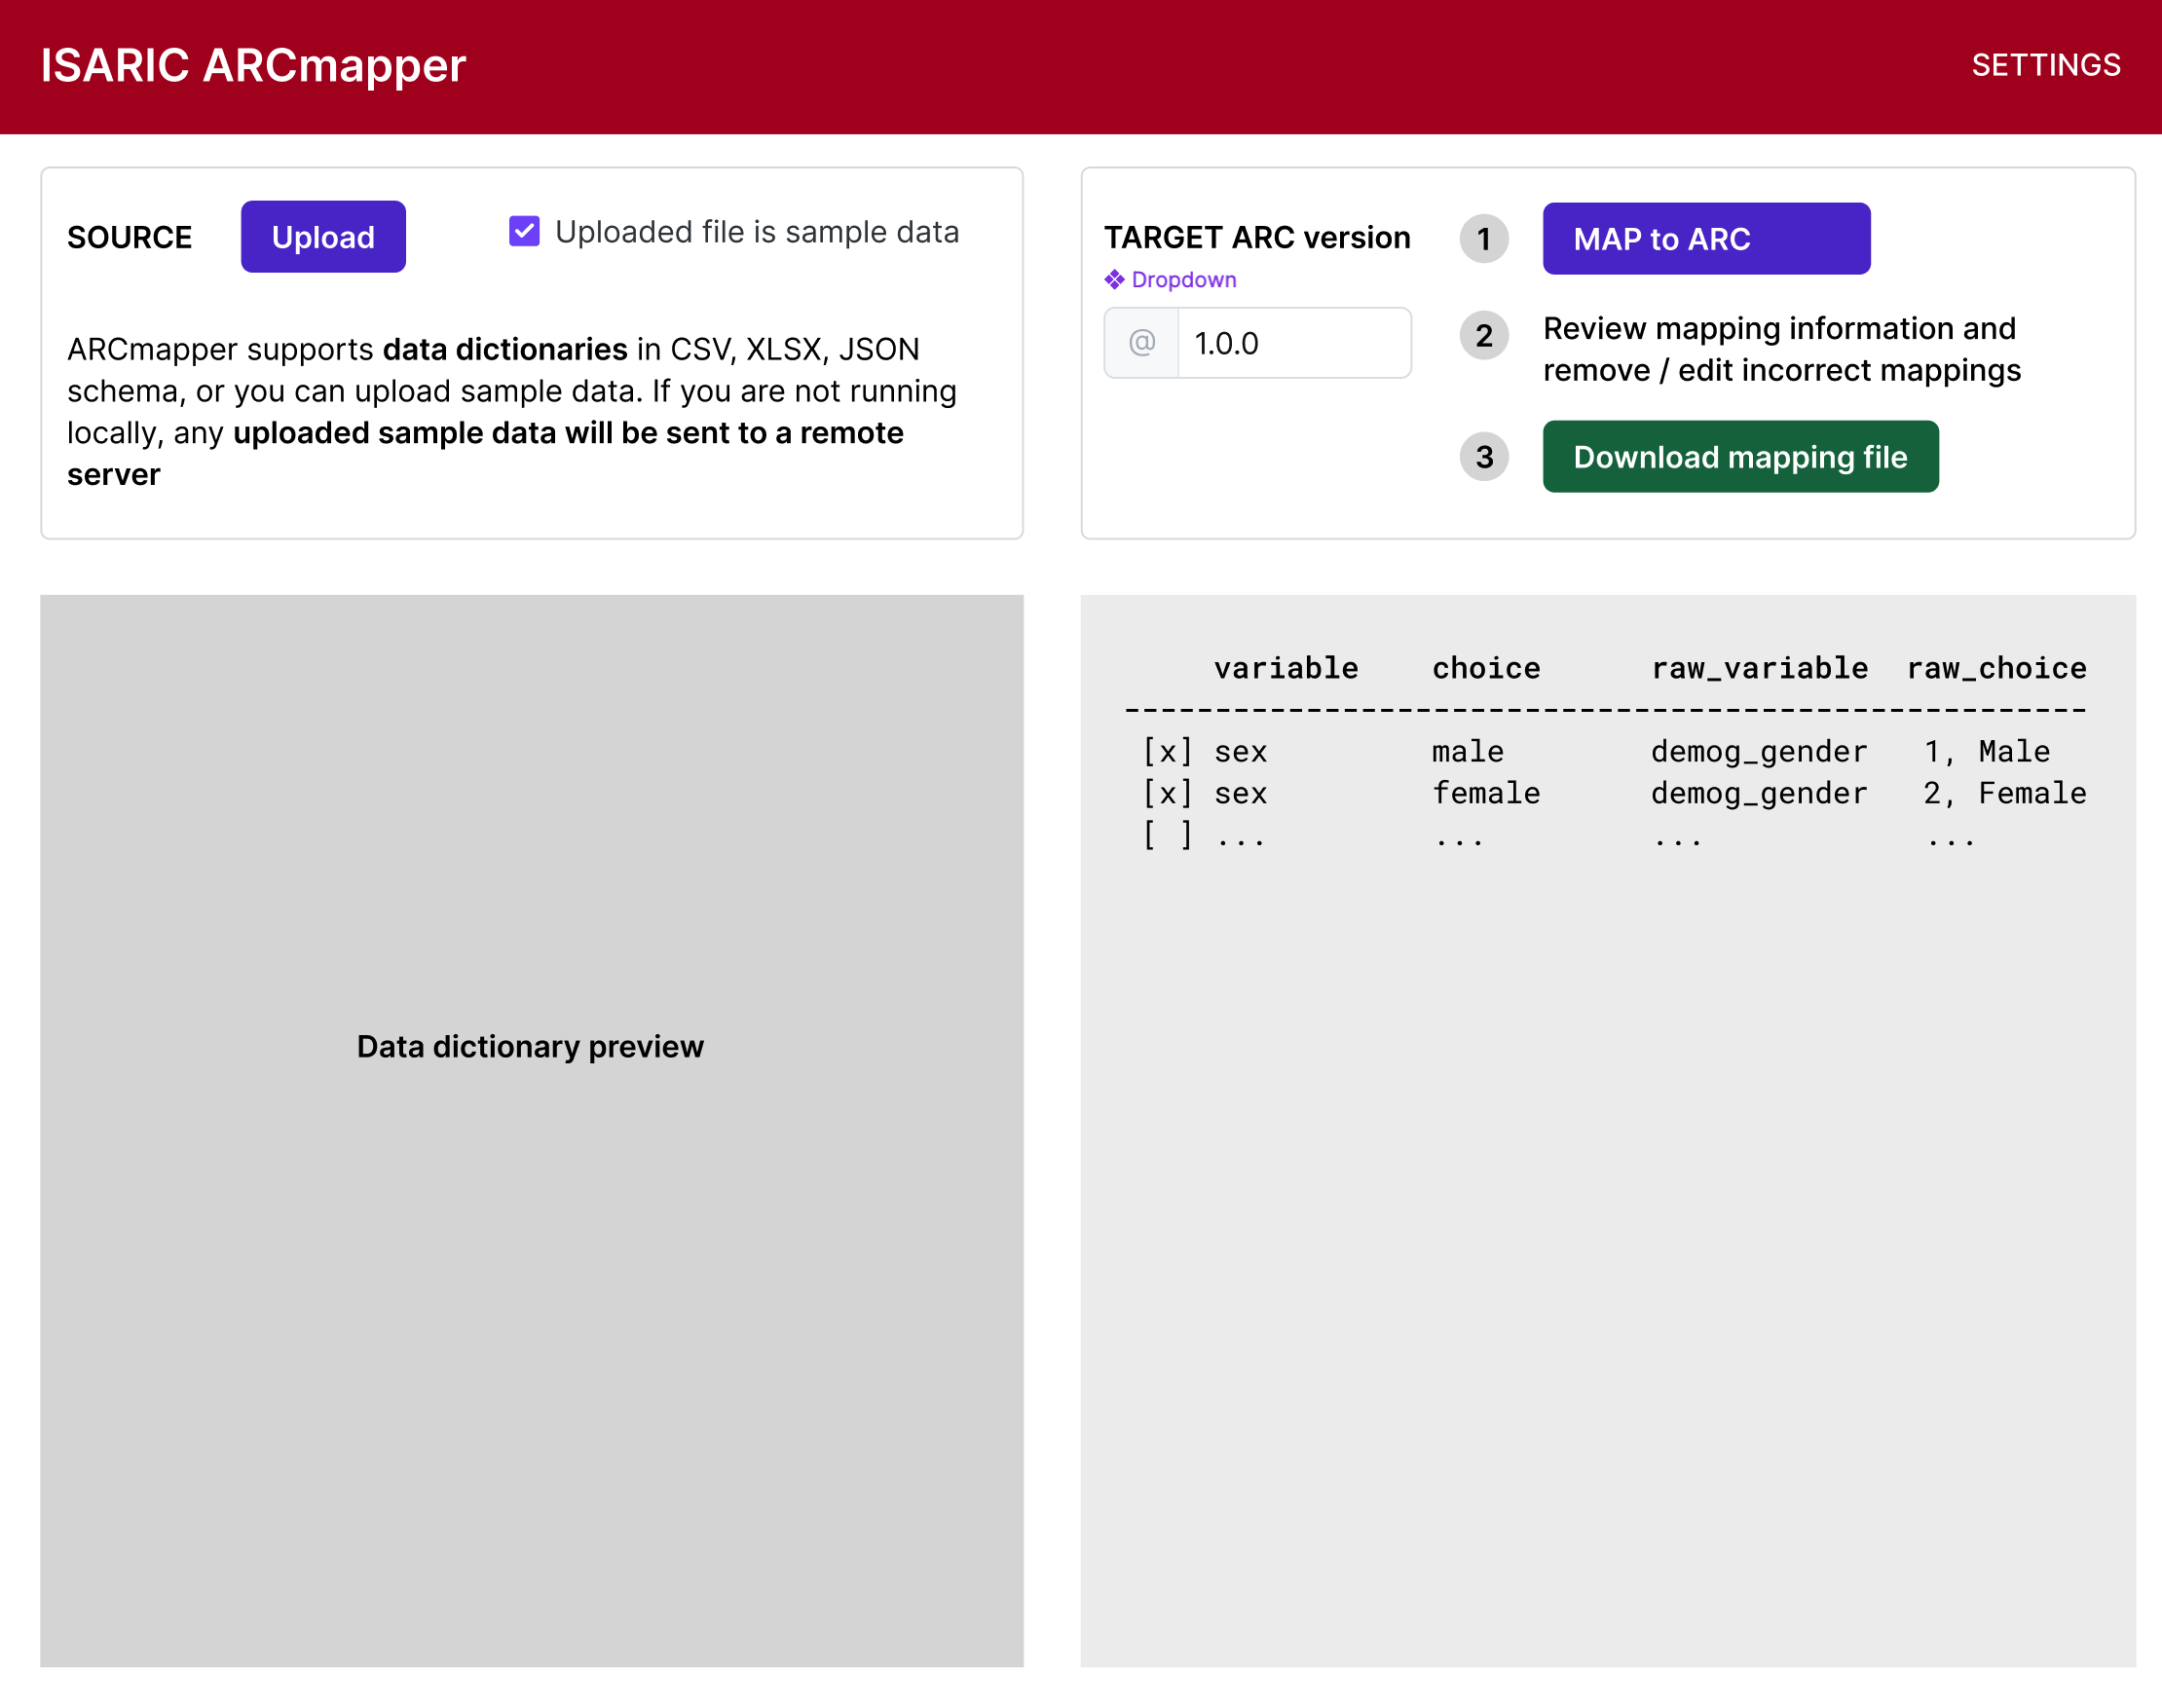 ISARIC ARCmapper
SETTINGS
SOURCE
Upload
Uploaded file is sample data
ARCmapper supports data dictionaries in CSV, XLSX, JSON
schema, or you can upload sample data. If you are not running
locally, any uploaded sample data will be sent to a remote
server
TARGET ARC version
Dropdown
@ 1.0.0
1 MAP to ARC
2 Review mapping information and
remove / edit incorrect mappings
3 Download mapping file
Data dictionary preview
variable choice raw_variable raw_choice
-----------------------------------------------------
[x] sex male demog_gender 1, Male
[x] sex female demog_gender 2, Female
[ ] ... ... ... ...